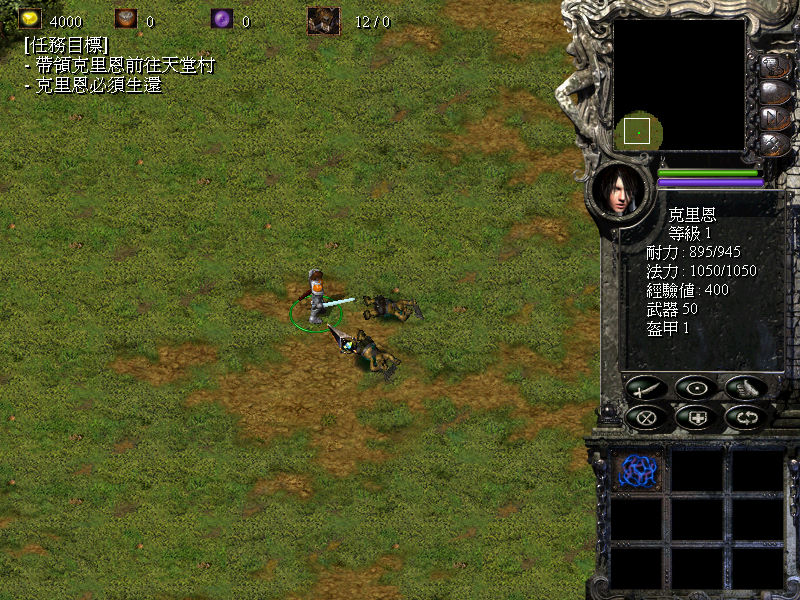 4000 0 0 12 / 0
[任務目標]
- 帶領克里恩前往天堂村
- 克里恩必須生還
克里恩
等級 1
耐力 : 895/945
法力 : 1050/1050
經驗值 : 400
武器 50
盔甲 1